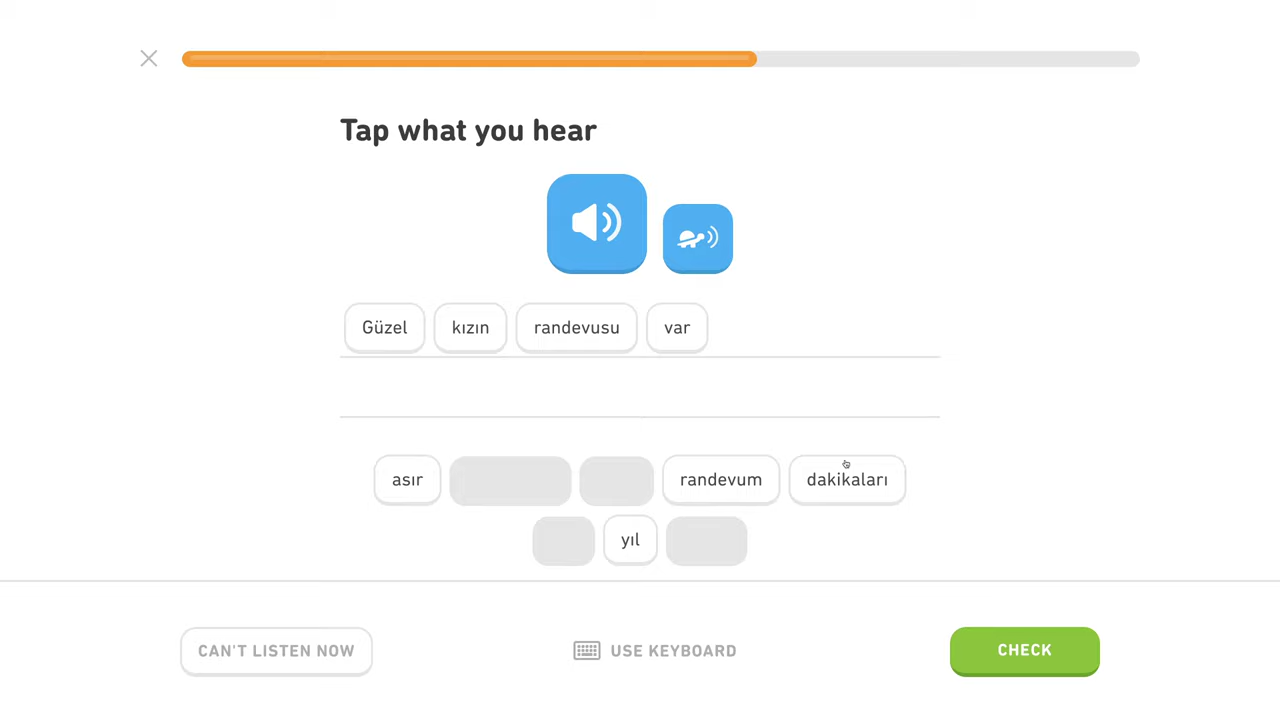 Tap what you hear
Güzel kızın randevusu var
asır randevum dakikaları
yıl
CAN'T LISTEN NOW USE KEYBOARD CHECK